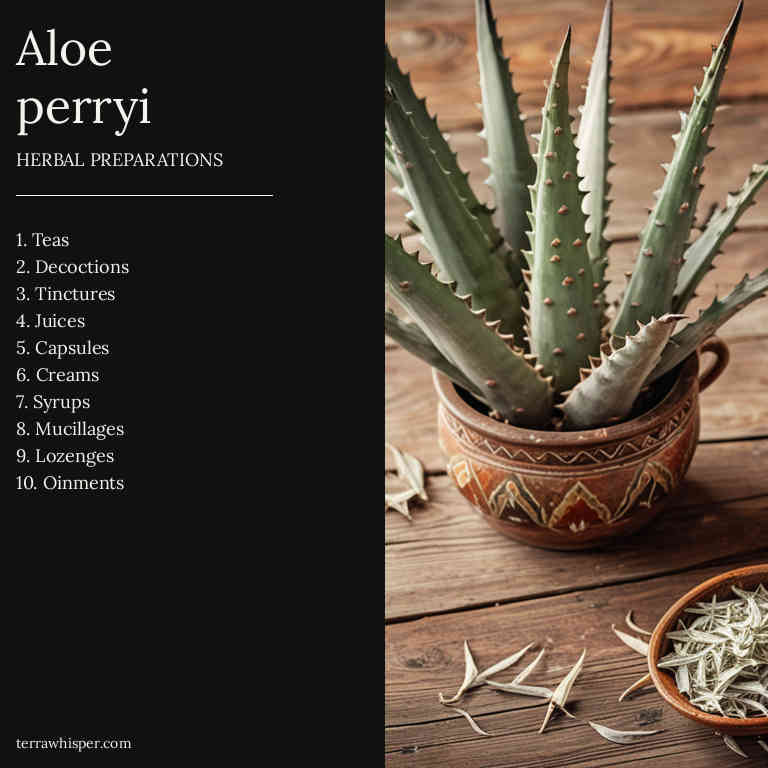 Aloe
perryi
HERBAL PREPARATIONS
1. Teas
2. Decoctions
3. Tinctures
4. Juices
5. Capsules
6. Creams
7. Syrups
8. Mucillages
9. Lozenges
10. Oinments
terrawhisper.com